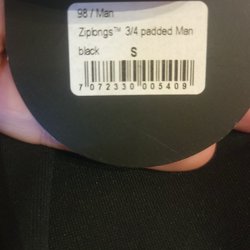 98 / Man
Ziplongs™ 3/4 padded Man
black S
7 072330 005409